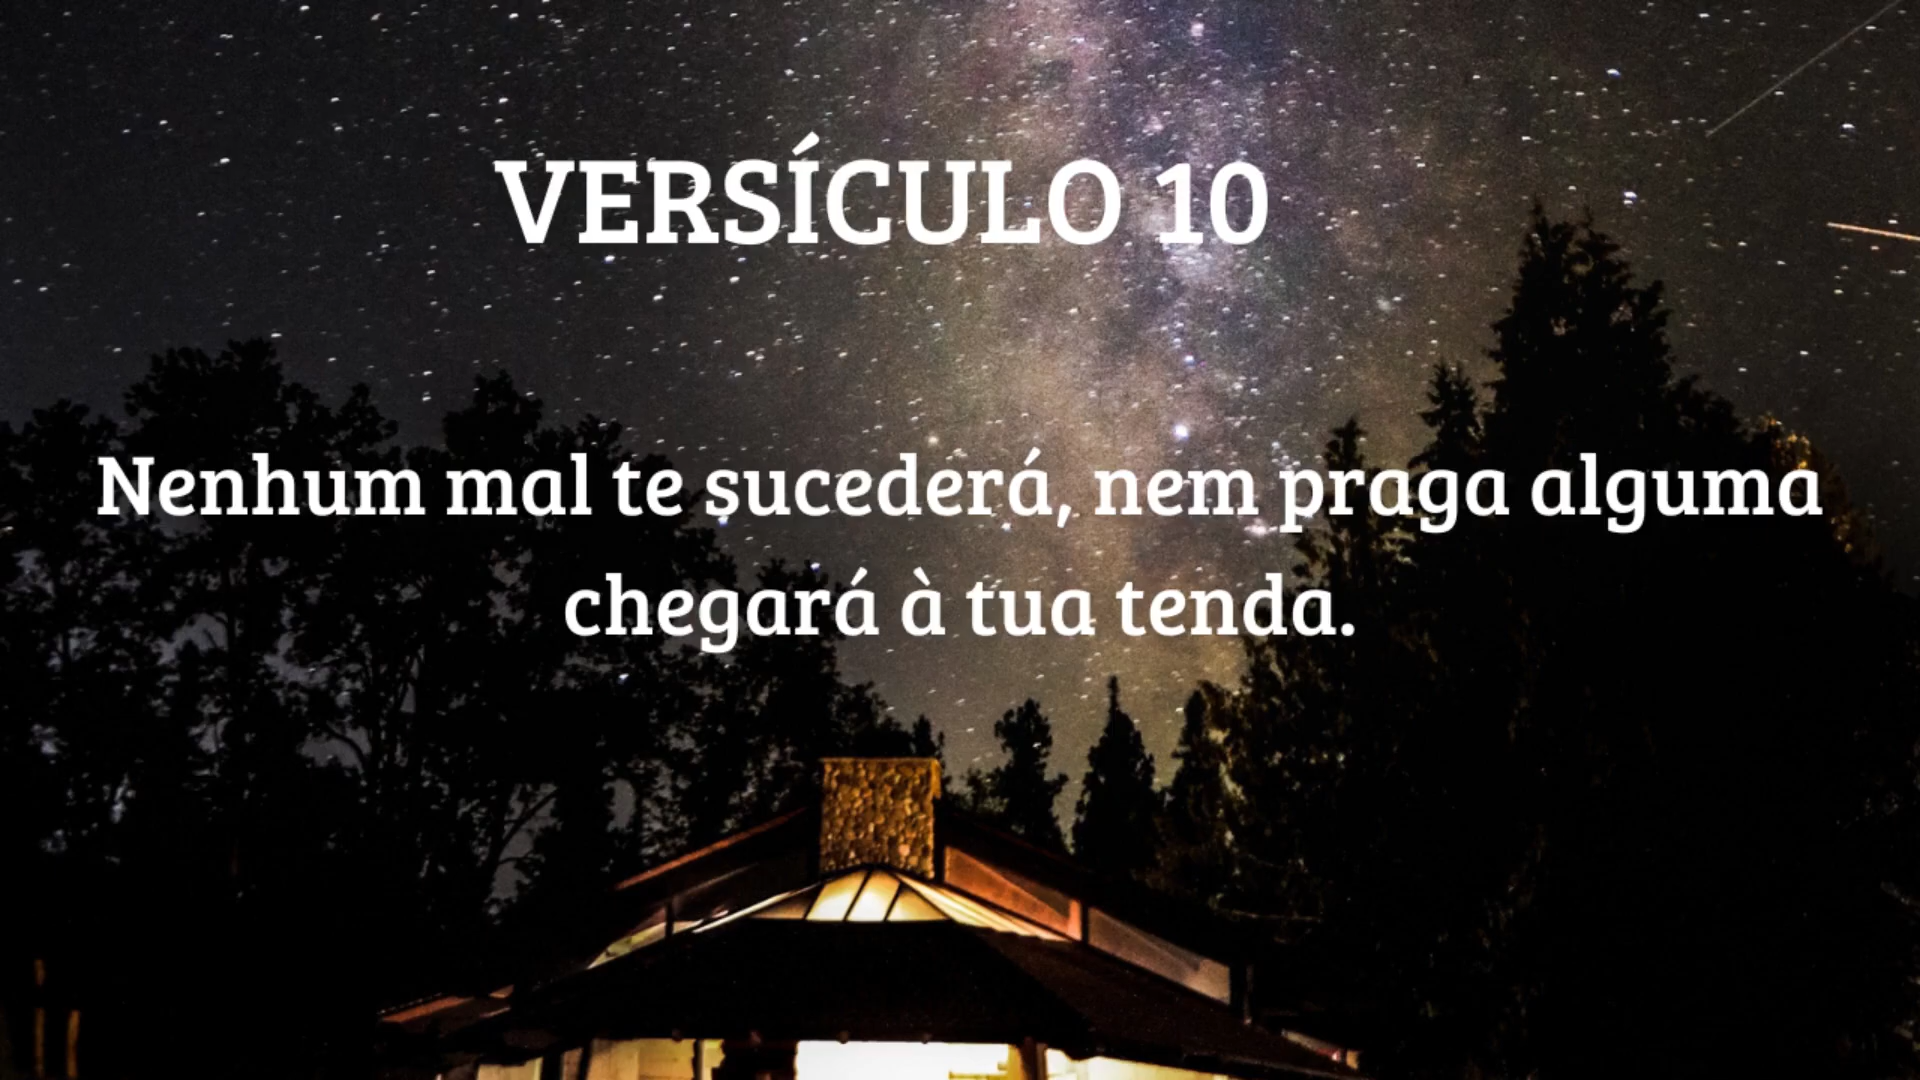 VERSÍCULO 10
Nenhum mal te sucederá, nem praga alguma
chegará à tua tenda.